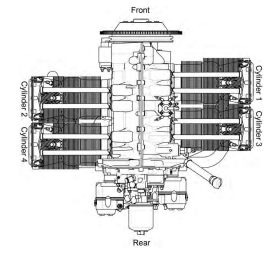 Front
Cylinder 2
Cylinder 1
Cylinder 4
Cylinder 3
Rear